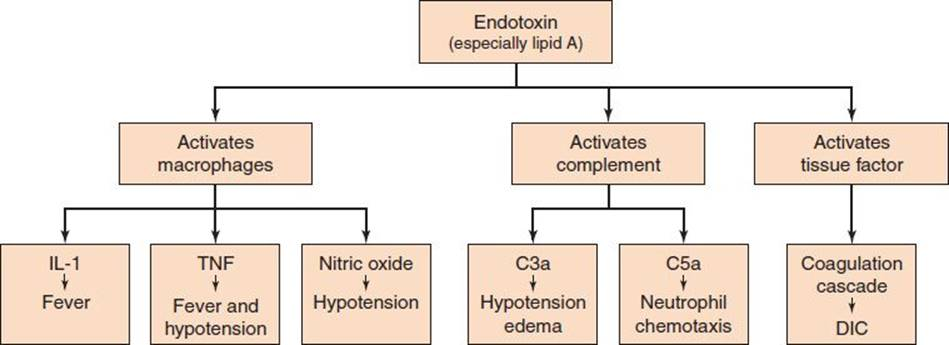 Endotoxin
(especially lipid A)
Activates
macrophages
Activates
complement
Activates
tissue factor
IL-1
Fever
TNF
Fever and
hypotension
Nitric oxide
Hypotension
C3a
Hypotension
edema
C5a
Neutrophil
chemotaxis
Coagulation
cascade
DIC